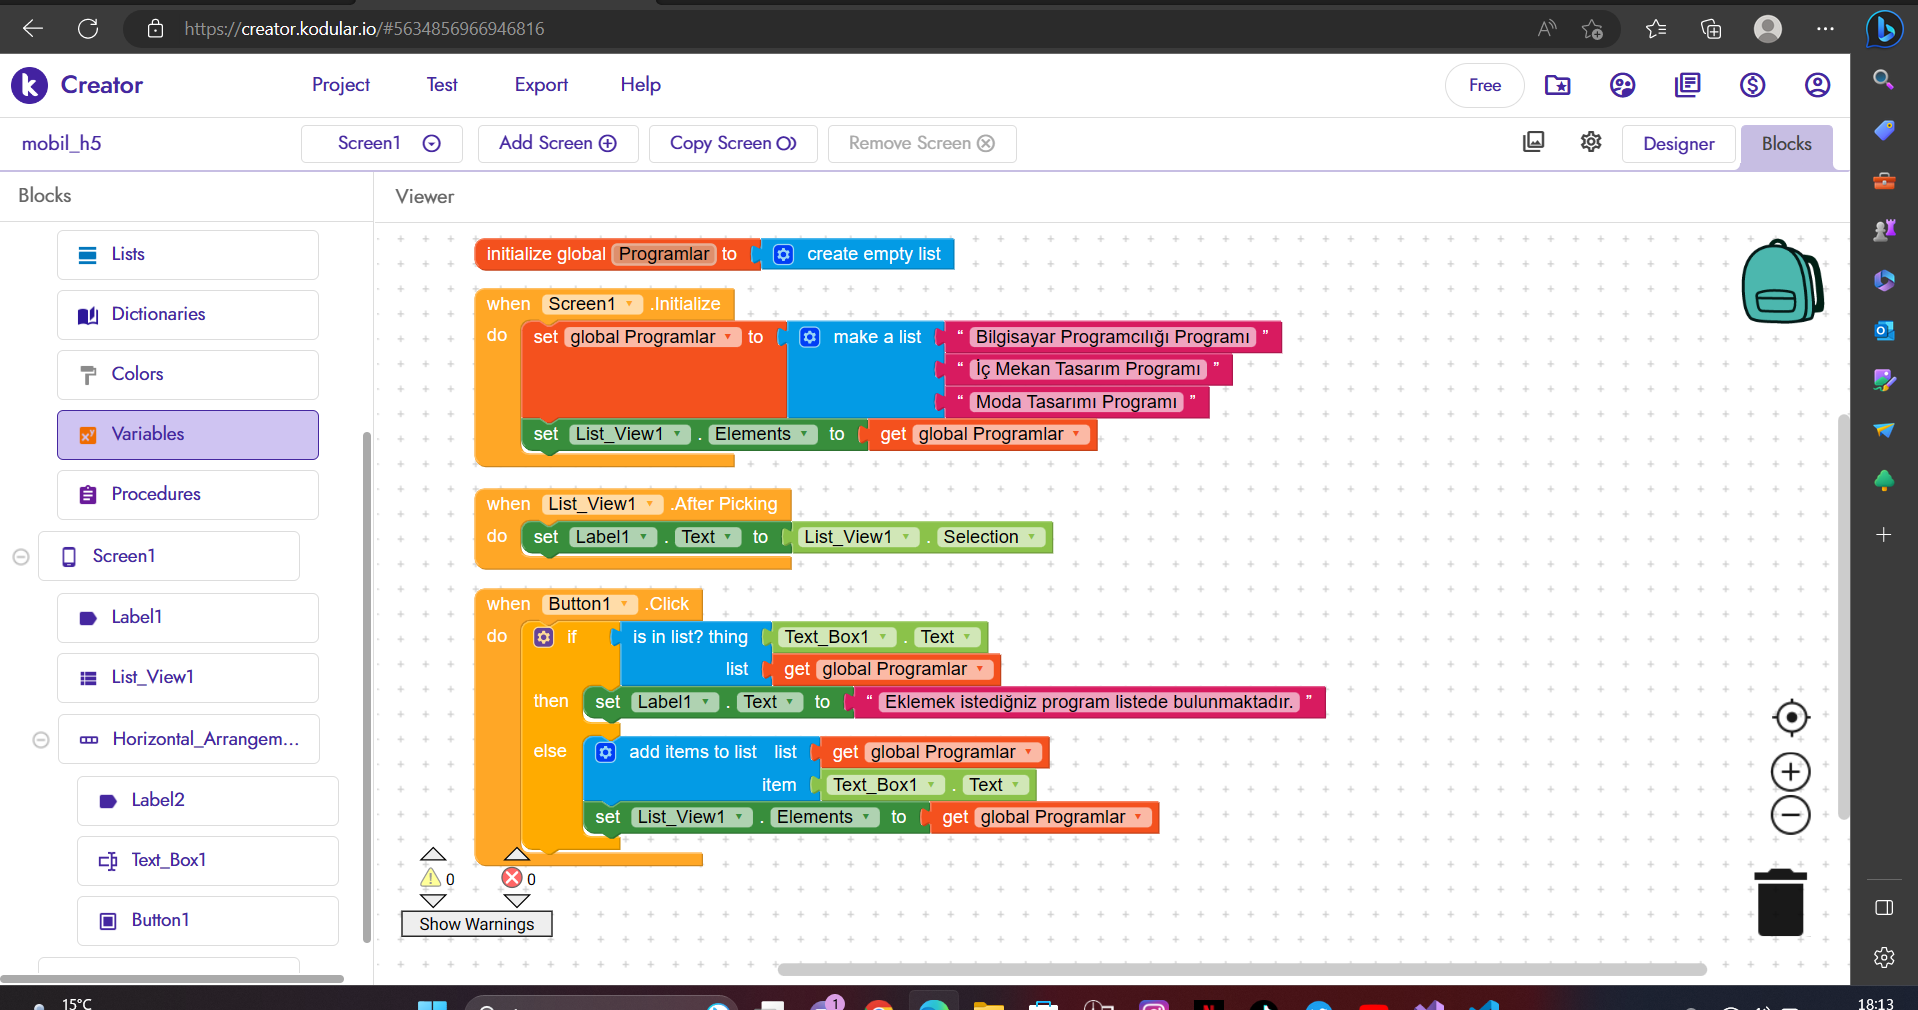 https://creator.kodular.io/#5634856966946816
Creator
Project
Test
Export
Help
Free
mobil_h5
Screen1
Add Screen
Copy Screen
Remove Screen
Designer
Blocks
Blocks
Viewer
Lists
Dictionaries
Colors
Variables
Procedures
Screen1
Label1
List_View1
Horizontal_Arrangem...
Label2
Text_Box1
Button1
initialize global Programlar to create empty list
when Screen1 .Initialize
do set global Programlar to make a list “ Bilgisayar Programcılığı Programı ”
“ İç Mekan Tasarım Programı ”
“ Moda Tasarımı Programı ”
set List_View1 . Elements to get global Programlar
when List_View1 .After Picking
do set Label1 . Text to List_View1 . Selection
when Button1 .Click
do if is in list? thing Text_Box1 . Text
list get global Programlar
then set Label1 . Text to “ Eklemek istediğniz program listede bulunmaktadır. ”
else add items to list list get global Programlar
item Text_Box1 . Text
set List_View1 . Elements to get global Programlar
0 0
Show Warnings
15°C
1
18:13